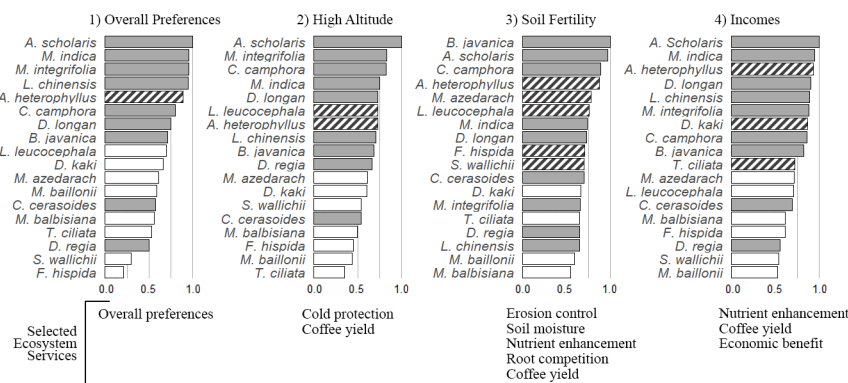 1) Overall Preferences
A. scholaris
M. indica
M. integrifolia
L. chinensis
A. heterophyllus
C. camphora
D. longan
B. javanica
L. leucocephala
D. kaki
M. azedarach
M. baillonii
C. cerasoides
M. balbisiana
T. ciliata
D. regia
S. wallichii
F. hispida
0.5 1.0
Overall preferences
2) High Altitude
A. scholaris
M. integrifolia
C. camphora
M. indica
D. longan
L. leucocephala
A. heterophyllus
L. chinensis
B. javanica
D. regia
M. azedarach
D. kaki
S. wallichii
C. cerasoides
M. balbisiana
F. hispida
M. baillonii
T. ciliata
0.5 1.0
Cold protection
Coffee yield
3) Soil Fertility
B. javanica
A. scholaris
C. camphora
A. heterophyllus
M. azedarach
L. leucocephala
M. indica
D. longan
F. hispida
S. wallichii
C. cerasoides
D. kaki
M. integrifolia
T. ciliata
D. regia
L. chinensis
M. baillonii
M. balbisiana
0.0 0.5 1.0
Erosion control
Soil moisture
Nutrient enhancement
Root competition
Coffee yield
4) Incomes
A. Scholaris
M. indica
A. heterophyllus
D. longan
L. chinensis
M. integrifolia
D. kaki
C. camphora
B. javanica
T. ciliata
M. azedarach
L. leucocephala
C. cerasoides
M. balbisiana
F. hispida
D. regia
S. wallichii
M. baillonii
0.0 0.5 1.0
Nutrient enhancement
Coffee yield
Economic benefit
Selected
Ecosystem
Services